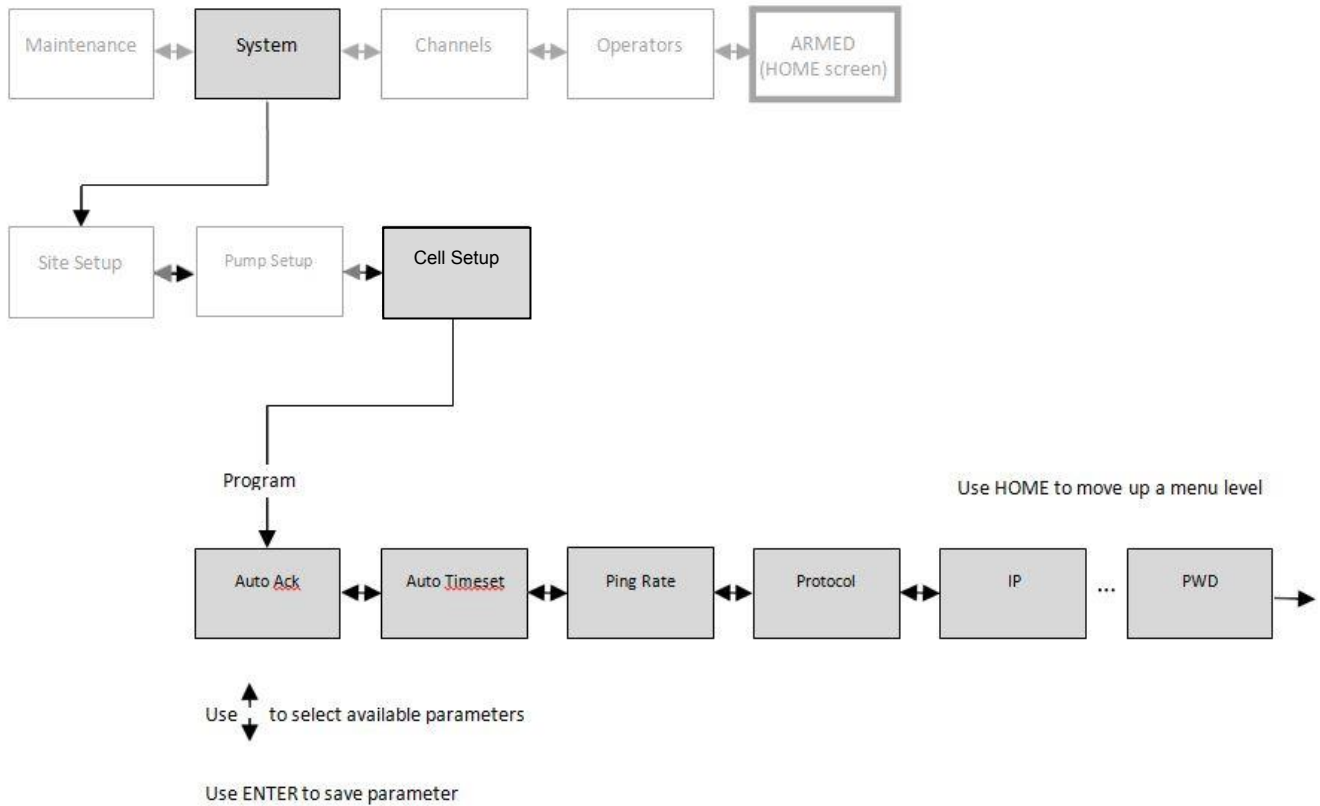 Maintenance
System
Channels
Operators
ARMED
(HOME screen)
Site Setup
Pump Setup
Cell Setup
Program
Use HOME to move up a menu level
Auto Ack
Auto Timeset
Ping Rate
Protocol
IP
...
PWD
Use to select available parameters
Use ENTER to save parameter